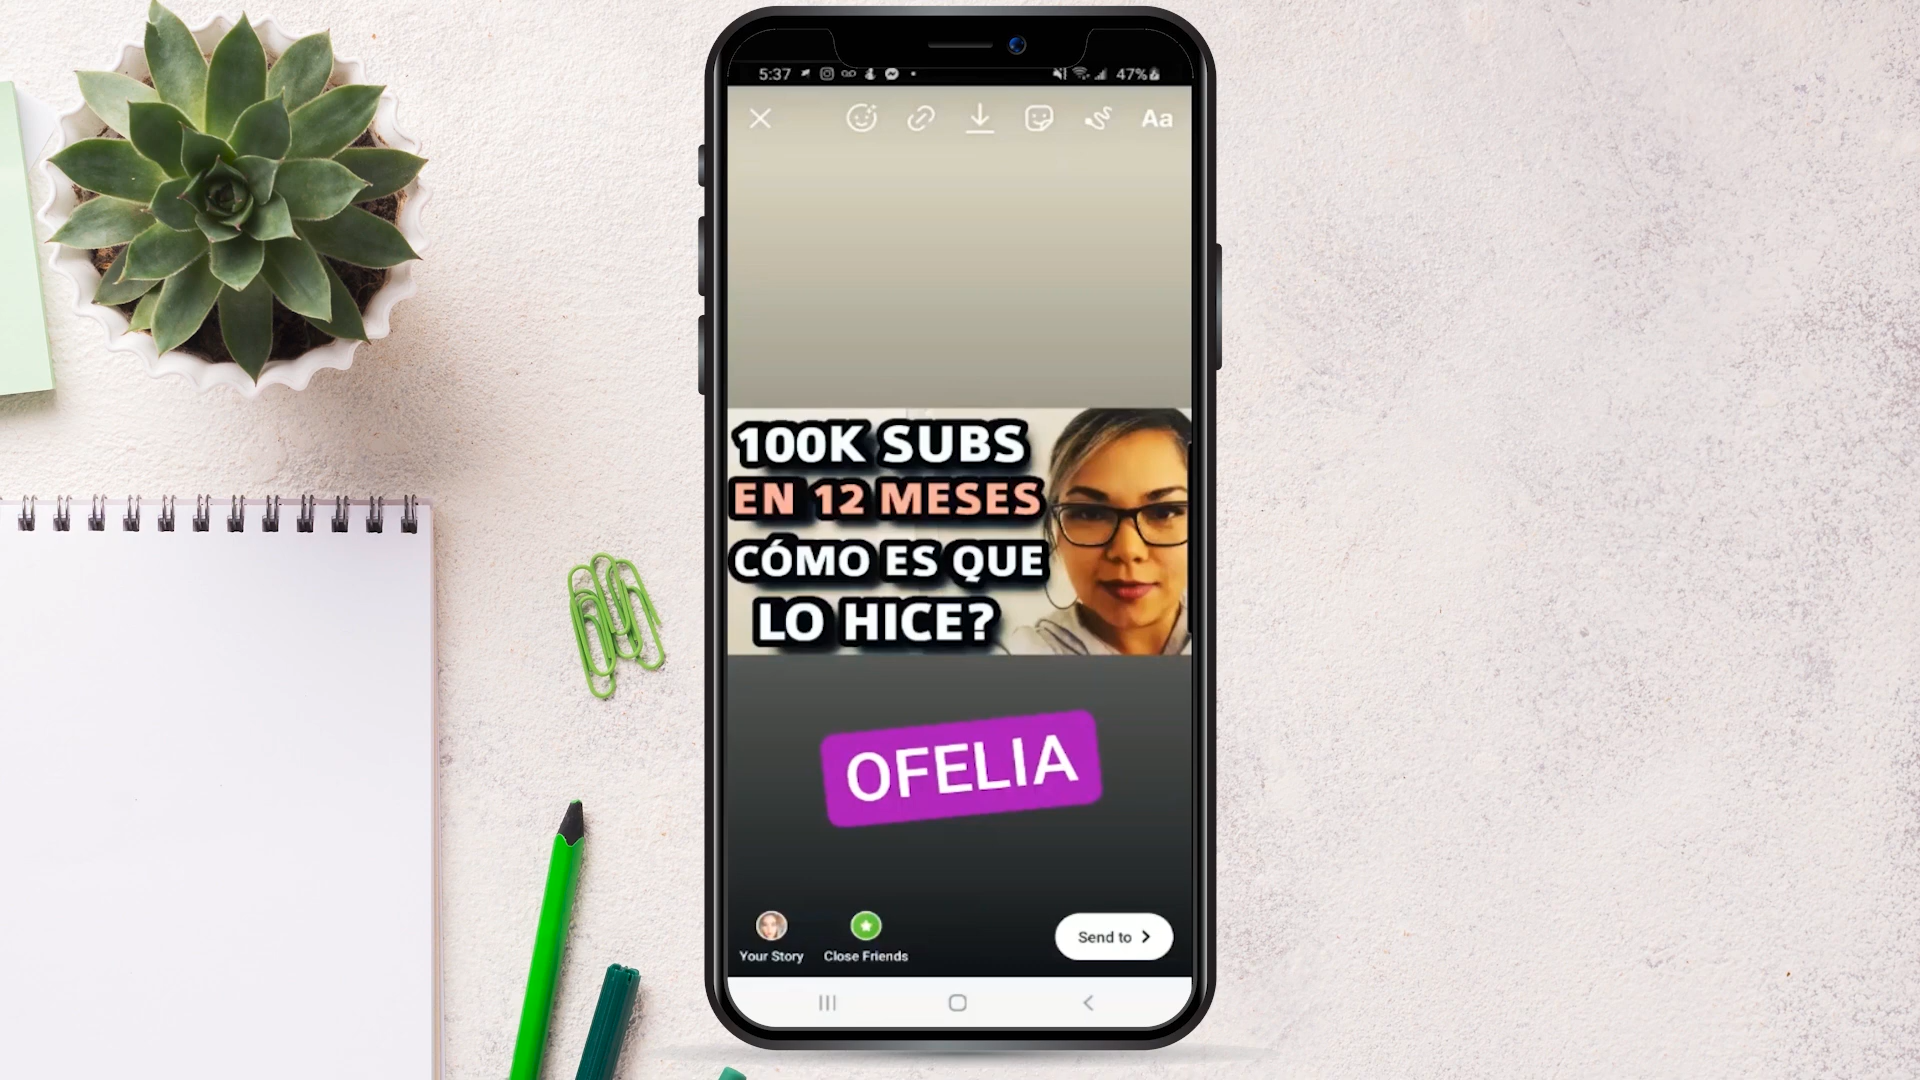 5:37
47%
Aa
100K SUBS
EN 12 MESES
CÓMO ES QUE
LO HICE?
OFELIA
Your Story
Close Friends
Send to